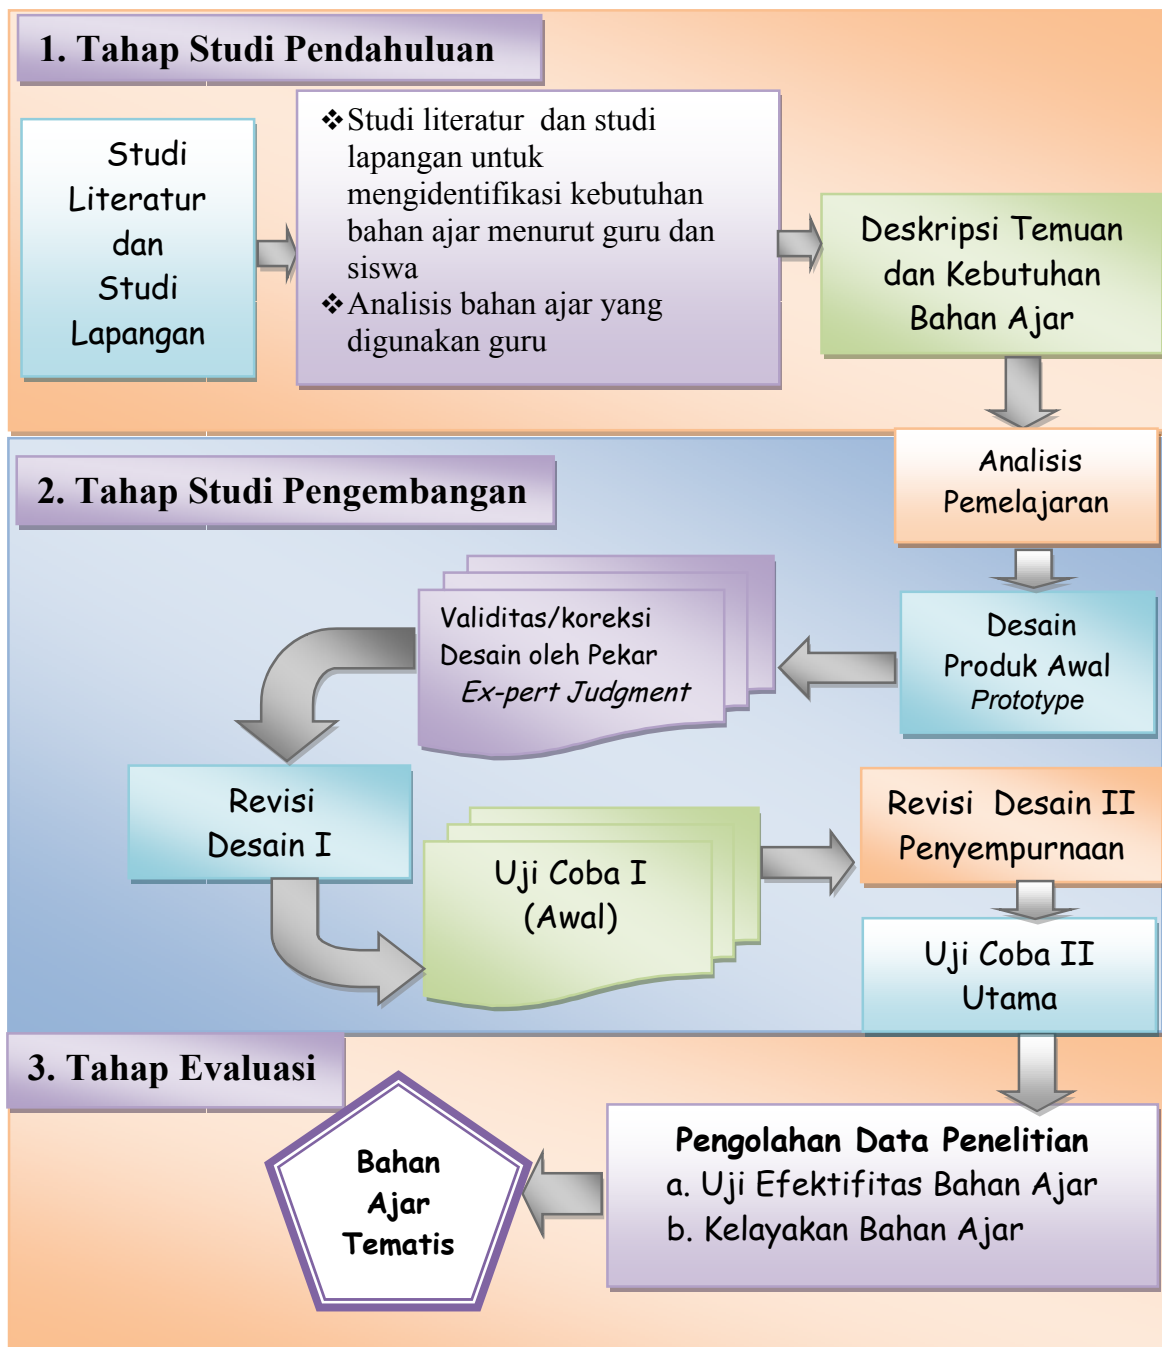 1. Tahap Studi Pendahuluan
Studi
Literatur
dan
Studi
Lapangan
❖Studi literatur dan studi
lapangan untuk
mengidentifikasi kebutuhan
bahan ajar menurut guru dan
siswa
❖Analisis bahan ajar yang
digunakan guru
Deskripsi Temuan
dan Kebutuhan
Bahan Ajar
2. Tahap Studi Pengembangan
Analisis
Pemelajaran
Desain
Produk Awal
Prototype
Validitas/koreksi
Desain oleh Pekar
Ex-pert Judgment
Revisi
Desain I
Uji Coba I
(Awal)
Revisi Desain II
Penyempurnaan
Uji Coba II
Utama
3. Tahap Evaluasi
Pengolahan Data Penelitian
a. Uji Efektifitas Bahan Ajar
b. Kelayakan Bahan Ajar
Bahan
Ajar
Tematis